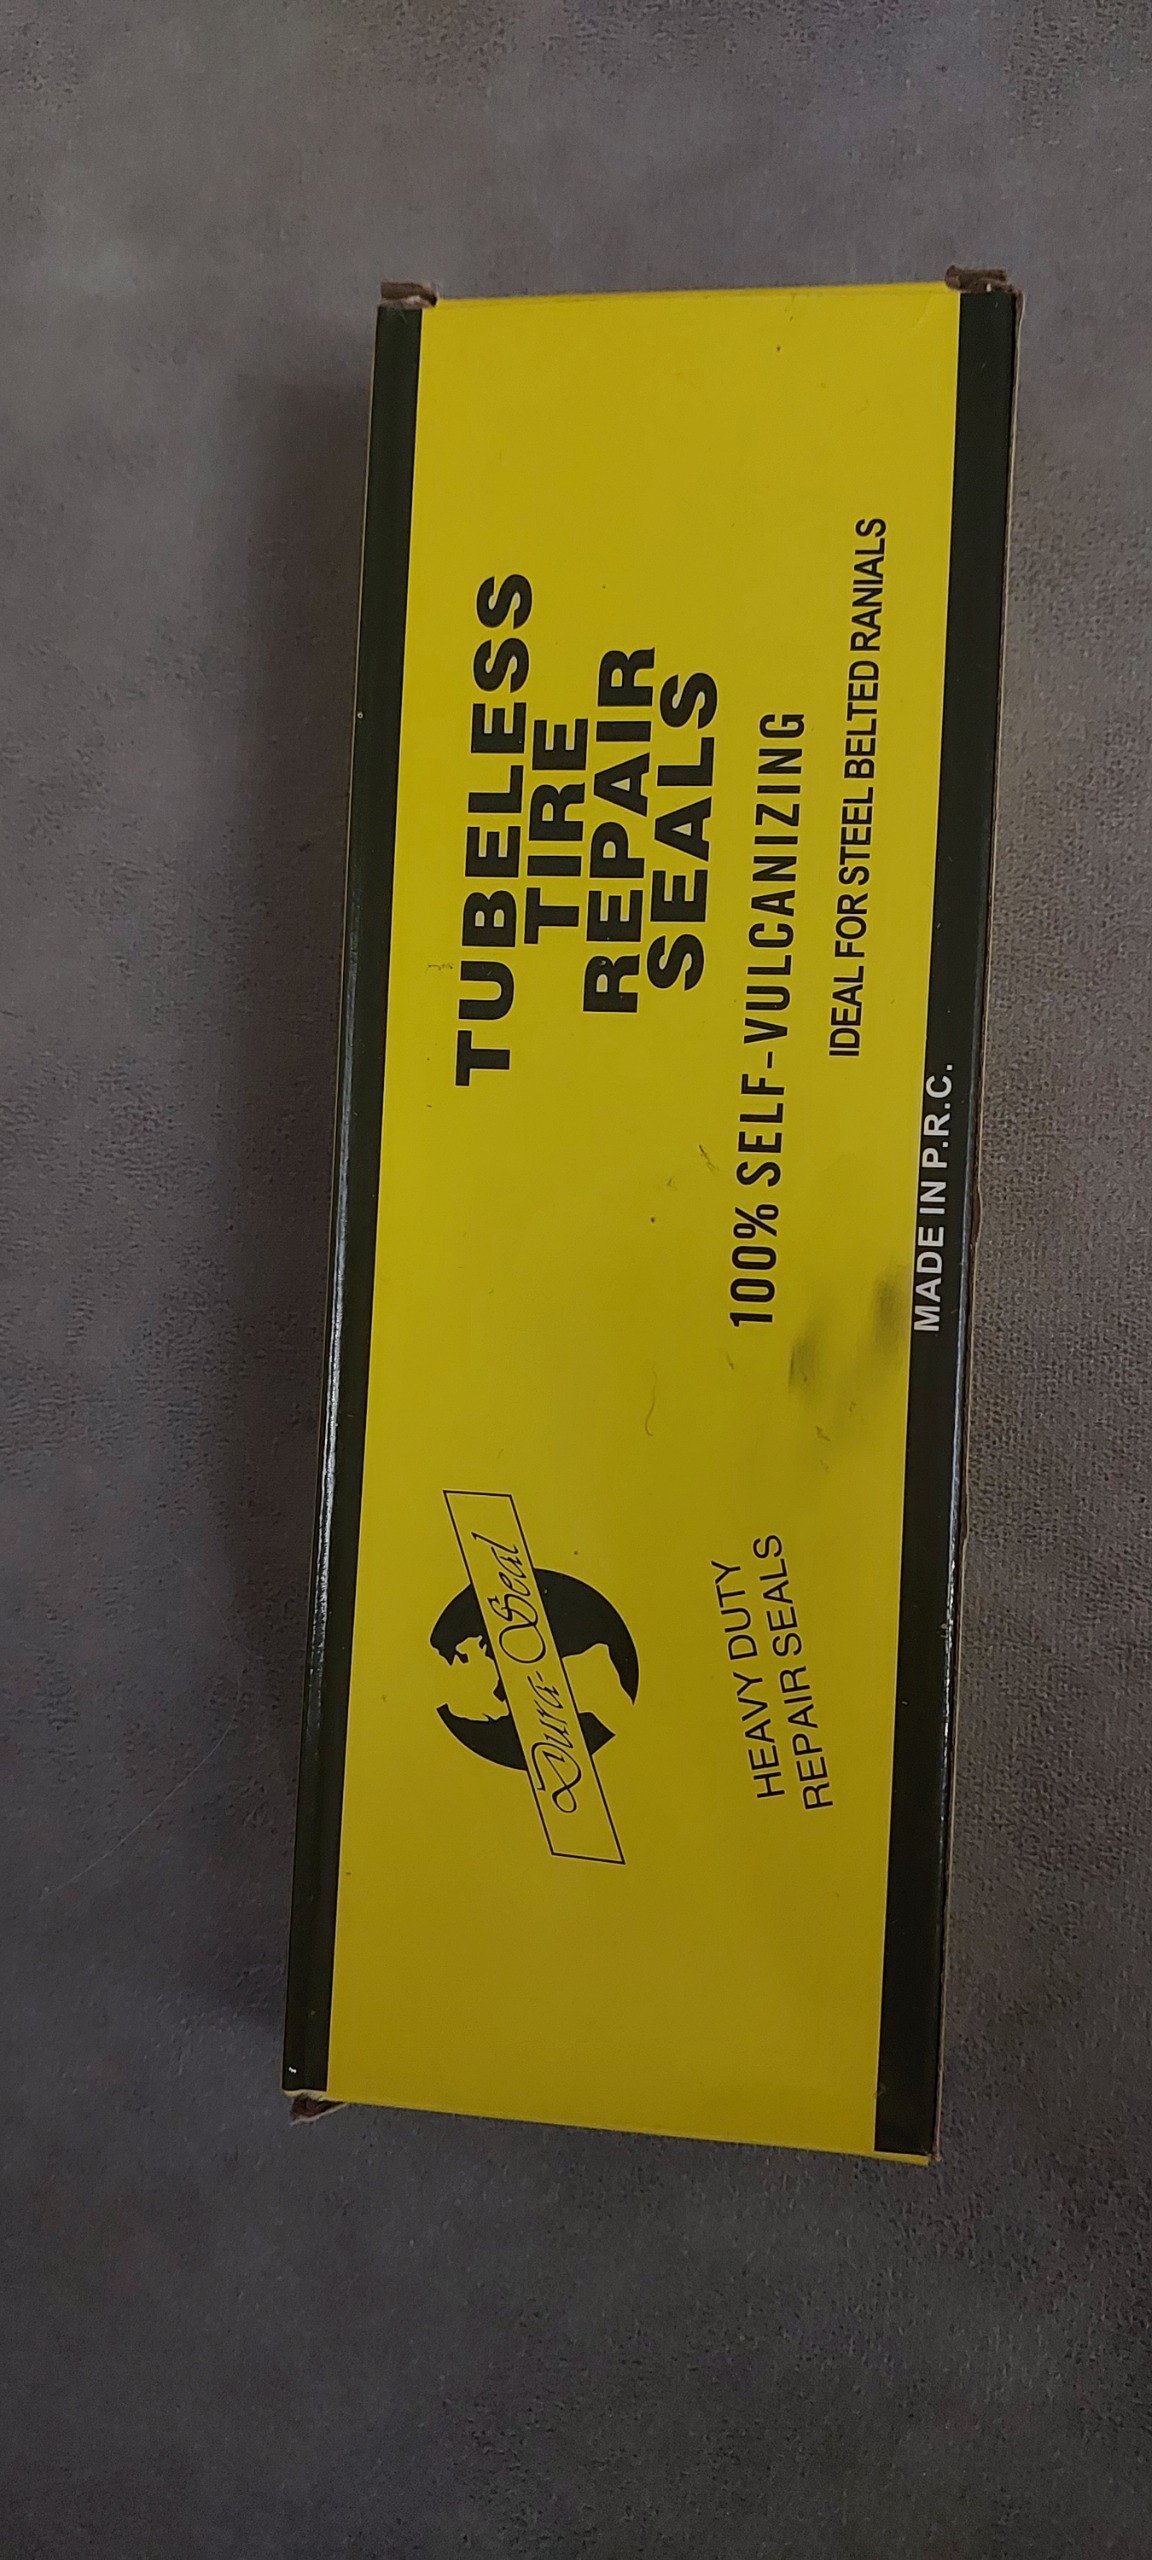 Dura-Seal
HEAVY DUTY
REPAIR SEALS
TUBELESS
TIRE
REPAIR
SEALS
100% SELF-VULCANIZING
IDEAL FOR STEEL BELTED RANIALS
MADE IN P.R.C.